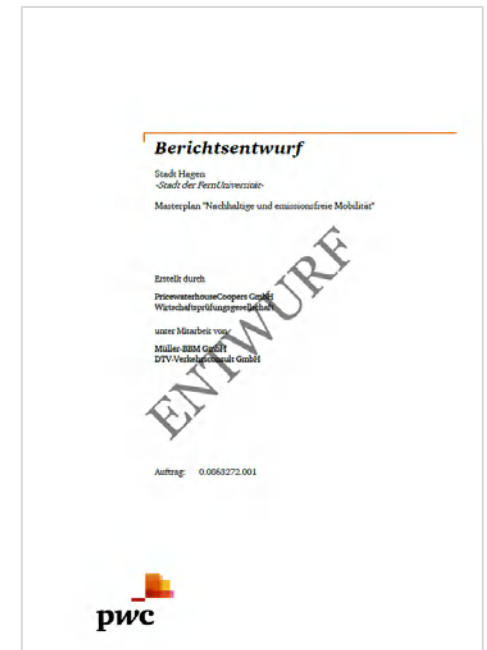 Berichtsentwurf
Stadt Hagen
-Stadt der FernUniversität-
Masterplan "Nachhaltige und emissionsfreie Mobilität"
Erstellt durch
PricewaterhouseCoopers GmbH
Wirtschaftsprüfungsgesellschaft
unter Mitarbeit von
Müller-BBM GmbH
DTV-Verkehrsconsult GmbH
ENTWURF
Auftrag: 0.0863272.001
pwc